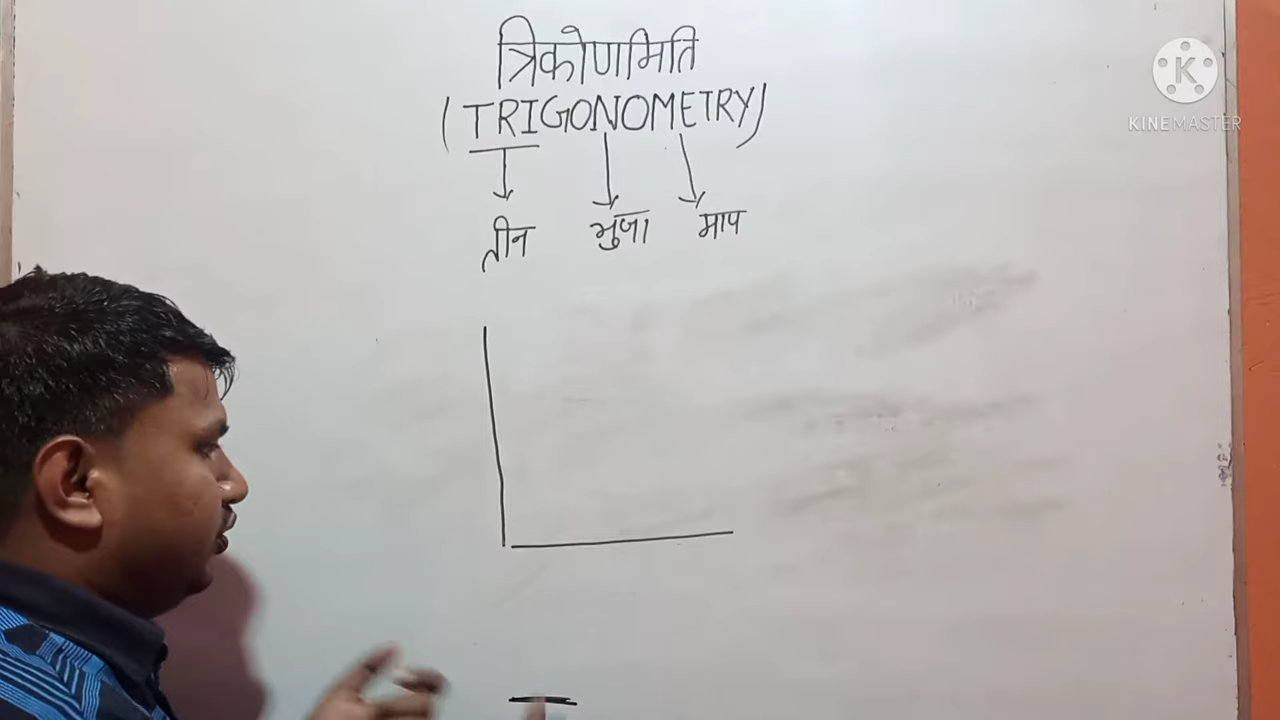 त्रिकोणमिति
(TRIGONOMETRY)
तीन भुजा माप
K
KINEMASTER